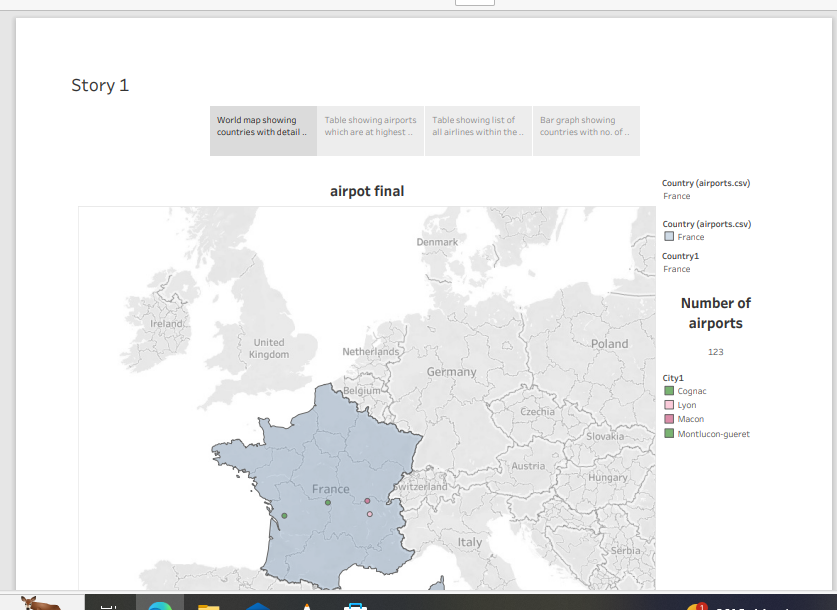 Story 1
World map showing
countries with detail ..
Table showing airports
which are at highest ..
Table showing list of
all airlines within the ..
Bar graph showing
countries with no. of ..
airpot final
Country (airports.csv)
France
Country (airports.csv)
France
Country1
France
Number of
airports
123
City1
Cognac
Lyon
Macon
Montlucon-gueret
Denmark
Ireland
United
Kingdom
Netherlands
Poland
Germany
Belgium
Czechia
Slovakia
Austria
Hungary
France
Switzerland
Italy
Serbia
1